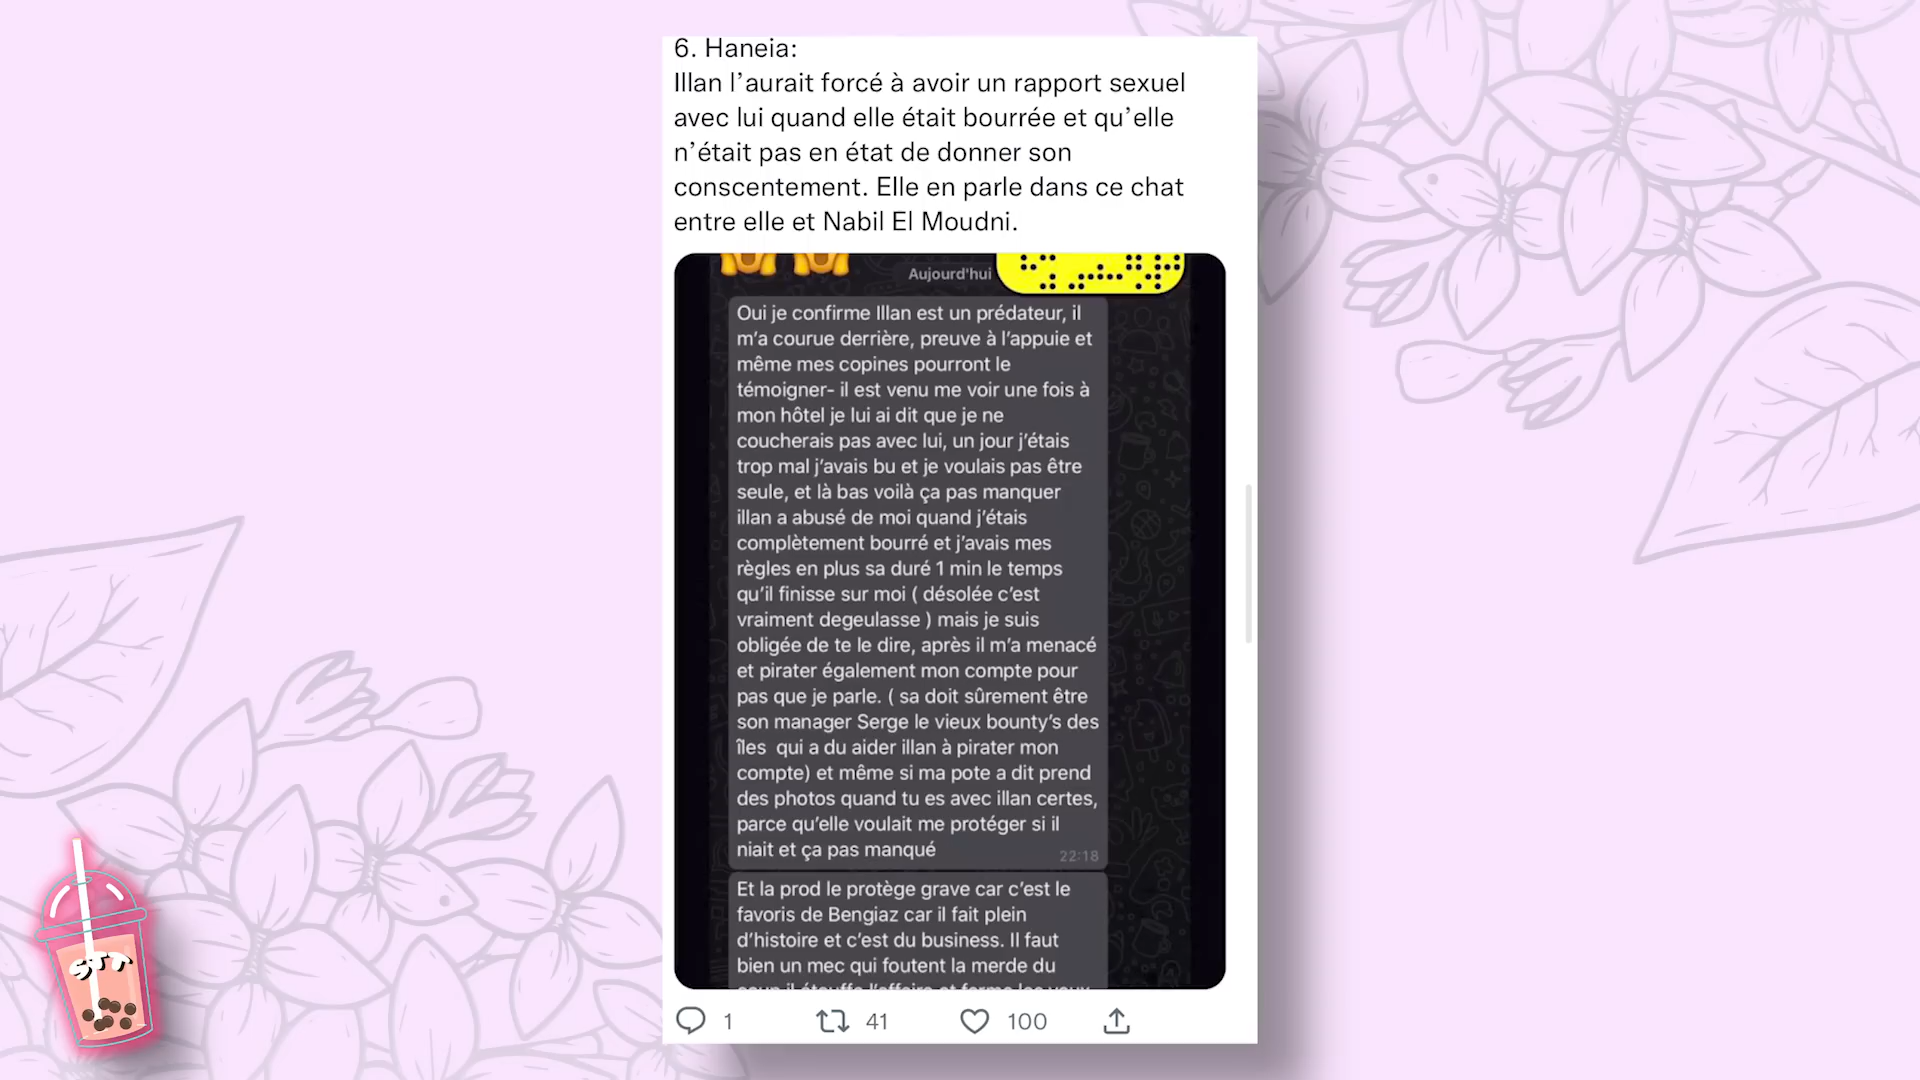 6. Haneia:
Illan l’aurait forcé à avoir un rapport sexuel
avec lui quand elle était bourrée et qu’elle
n’était pas en état de donner son
conscentement. Elle en parle dans ce chat
entre elle et Nabil El Moudni.
Aujourd'hui
Oui je confirme Illan est un prédateur, il
m’a courue derrière, preuve à l’appuie et
même mes copines pourront le
témoigner- il est venu me voir une fois à
mon hôtel je lui ai dit que je ne
coucherais pas avec lui, un jour j’étais
trop mal j’avais bu et je voulais pas être
seule, et là bas voilà ça pas manquer
illan a abusé de moi quand j’étais
complètement bourré et j’avais mes
règles en plus sa duré 1 min le temps
qu’il finisse sur moi ( désolée c’est
vraiment degeulasse ) mais je suis
obligée de te le dire, après il m’a menacé
et pirater également mon compte pour
pas que je parle. ( sa doit sûrement être
son manager Serge le vieux bounty’s des
îles  qui a du aider illan à pirater mon
compte) et même si ma pote a dit prend
des photos quand tu es avec illan certes,
parce qu’elle voulait me protéger si il
niait et ça pas manqué
22:18
Et la prod le protège grave car c’est le
favoris de Bengiaz car il fait plein
d’histoire et c’est du business. Il faut
bien un mec qui foutent la merde du
coup il étouffe l’affaire et ferme les yeux
1
41
100
STT